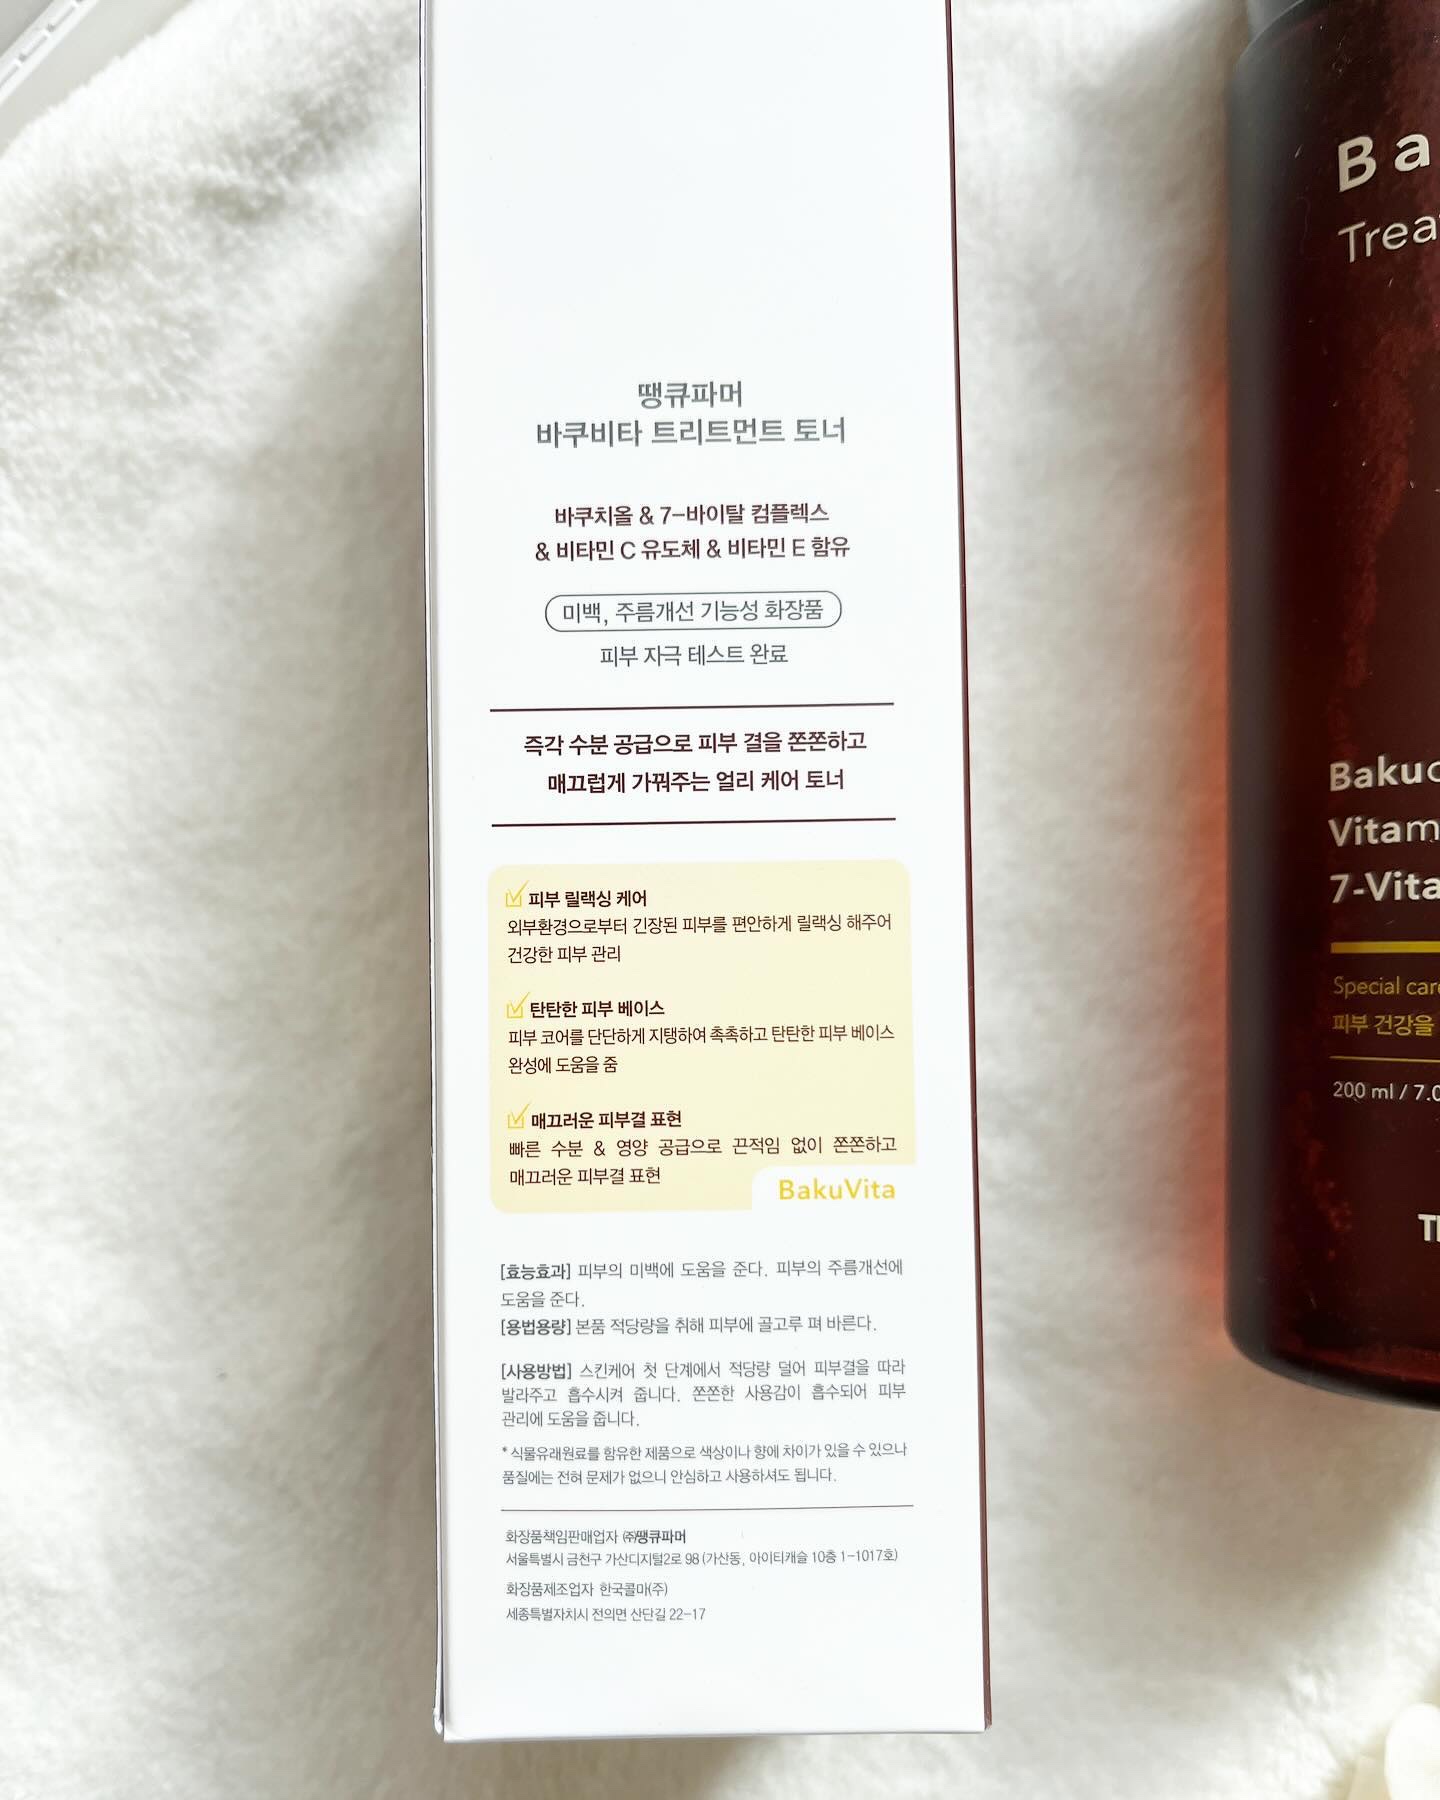 땡큐파머
바쿠비타 트리트먼트 토너
바쿠치올 & 7-바이탈 컴플렉스
& 비타민 C 유도체 & 비타민 E 함유
미백, 주름개선 기능성 화장품
피부 자극 테스트 완료
즉각 수분 공급으로 피부 결을 쫀쫀하고
매끄럽게 가꿔주는 얼리 케어 토너
피부 릴랙싱 케어
외부환경으로부터 긴장된 피부를 편안하게 릴랙싱 해주어
건강한 피부 관리
탄탄한 피부 베이스
피부 코어를 단단하게 지탱하여 촉촉하고 탄탄한 피부 베이스
완성에 도움을 줌
매끄러운 피부결 표현
빠른 수분 & 영양 공급으로 끈적임 없이 쫀쫀하고
매끄러운 피부결 표현
BakuVita
[효능효과] 피부의 미백에 도움을 준다. 피부의 주름개선에
도움을 준다.
[용법용량] 본품 적당량을 취해 피부에 골고루 펴 바른다.
[사용방법] 스킨케어 첫 단계에서 적당량 덜어 피부결을 따라
발라주고 흡수시켜 줍니다. 쫀쫀한 사용감이 흡수되어 피부
관리에 도움을 줍니다.
* 식물유래원료를 함유한 제품으로 색상이나 향에 차이가 있을 수 있으나
품질에는 전혀 문제가 없으니 안심하고 사용하셔도 됩니다.
화장품책임판매업자 ㈜땡큐파머
서울특별시 금천구 가산디지털2로 98 (가산동, 아이티캐슬 10층 1-1017호)
화장품제조업자 한국콜마(주)
세종특별자치시 전의면 산단길 22-17
Ba
Trea
Baku
Vitam
7-Vita
Special car
피부 건강을
200 ml / 7.0